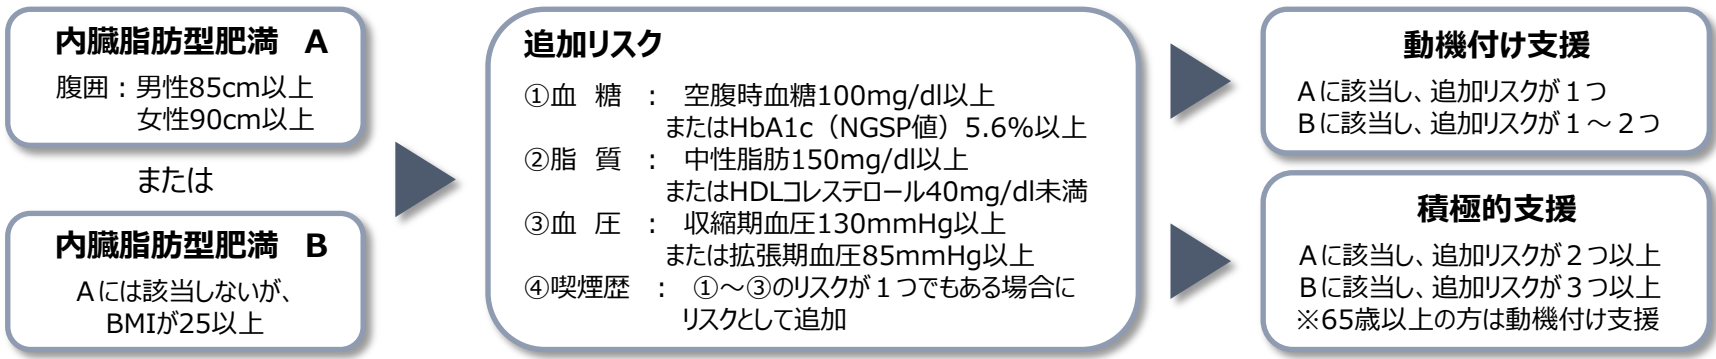 内臓脂肪型肥満 A
腹囲：男性85cm以上
女性90cm以上
または
内臓脂肪型肥満 B
Aには該当しないが、
BMIが25以上
追加リスク
①血 糖 ： 空腹時血糖100mg/dl以上
またはHbA1c（NGSP値）5.6%以上
②脂 質 ： 中性脂肪150mg/dl以上
またはHDLコレステロール40mg/dl未満
③血 圧 ： 収縮期血圧130mmHg以上
または拡張期血圧85mmHg以上
④喫煙歴 ： ①～③のリスクが１つでもある場合に
リスクとして追加
動機付け支援
Aに該当し、追加リスクが１つ
Bに該当し、追加リスクが１～２つ
積極的支援
Aに該当し、追加リスクが２つ以上
Bに該当し、追加リスクが３つ以上
※65歳以上の方は動機付け支援